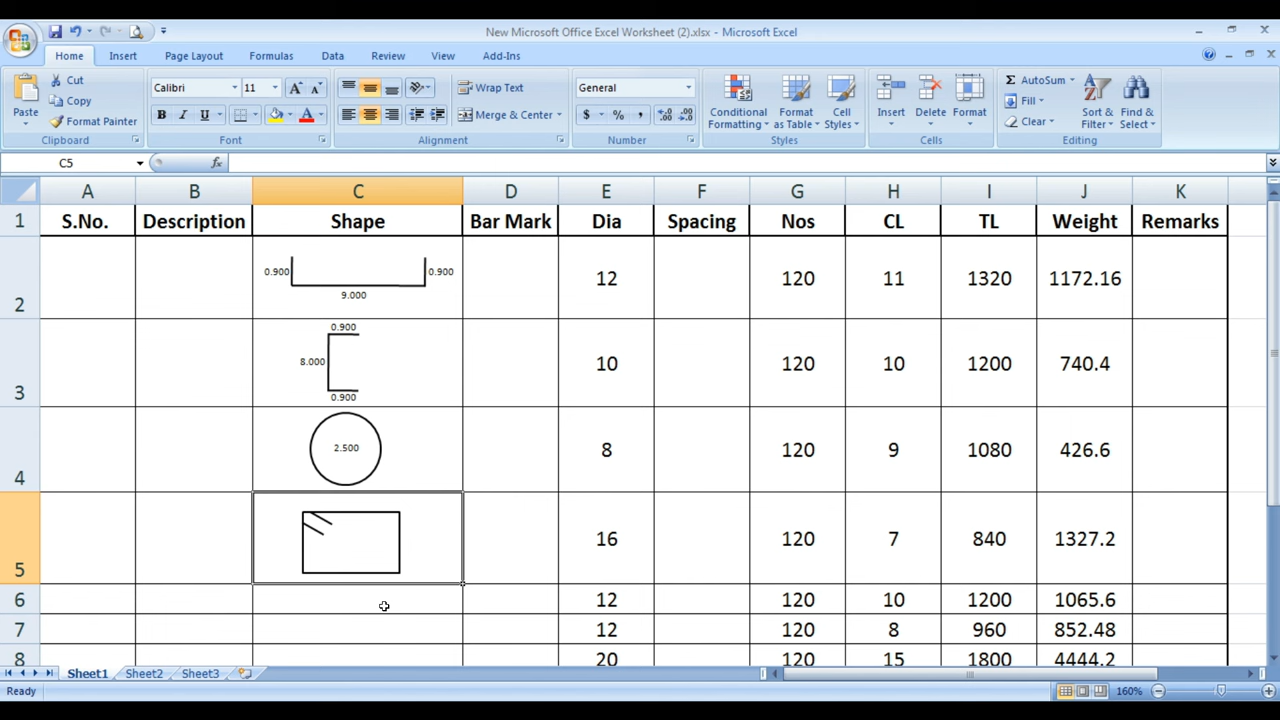 New Microsoft Office Excel Worksheet (2).xlsx - Microsoft Excel
Home Insert Page Layout Formulas Data Review View Add-Ins
Paste
Cut
Copy
Format Painter
Clipboard
Calibri 11
B I U
Font
Wrap Text
Merge & Center
Alignment
General
$ % ,
Number
Conditional Formatting
Format as Table
Cell Styles
Styles
Insert Delete Format
Cells
Σ AutoSum
Fill
Clear
Sort & Filter
Find & Select
Editing
C5 fx
A B C D E F G H I J K
1 S.No. Description Shape Bar Mark Dia Spacing Nos CL TL Weight Remarks
2 0.900 0.900 9.000 12 120 11 1320 1172.16
3 0.900 8.000 0.900 10 120 10 1200 740.4
4 2.500 8 120 9 1080 426.6
5 16 120 7 840 1327.2
6 12 120 10 1200 1065.6
7 12 120 8 960 852.48
8 20 120 15 1800 4444.2
Sheet1 Sheet2 Sheet3
Ready 160%